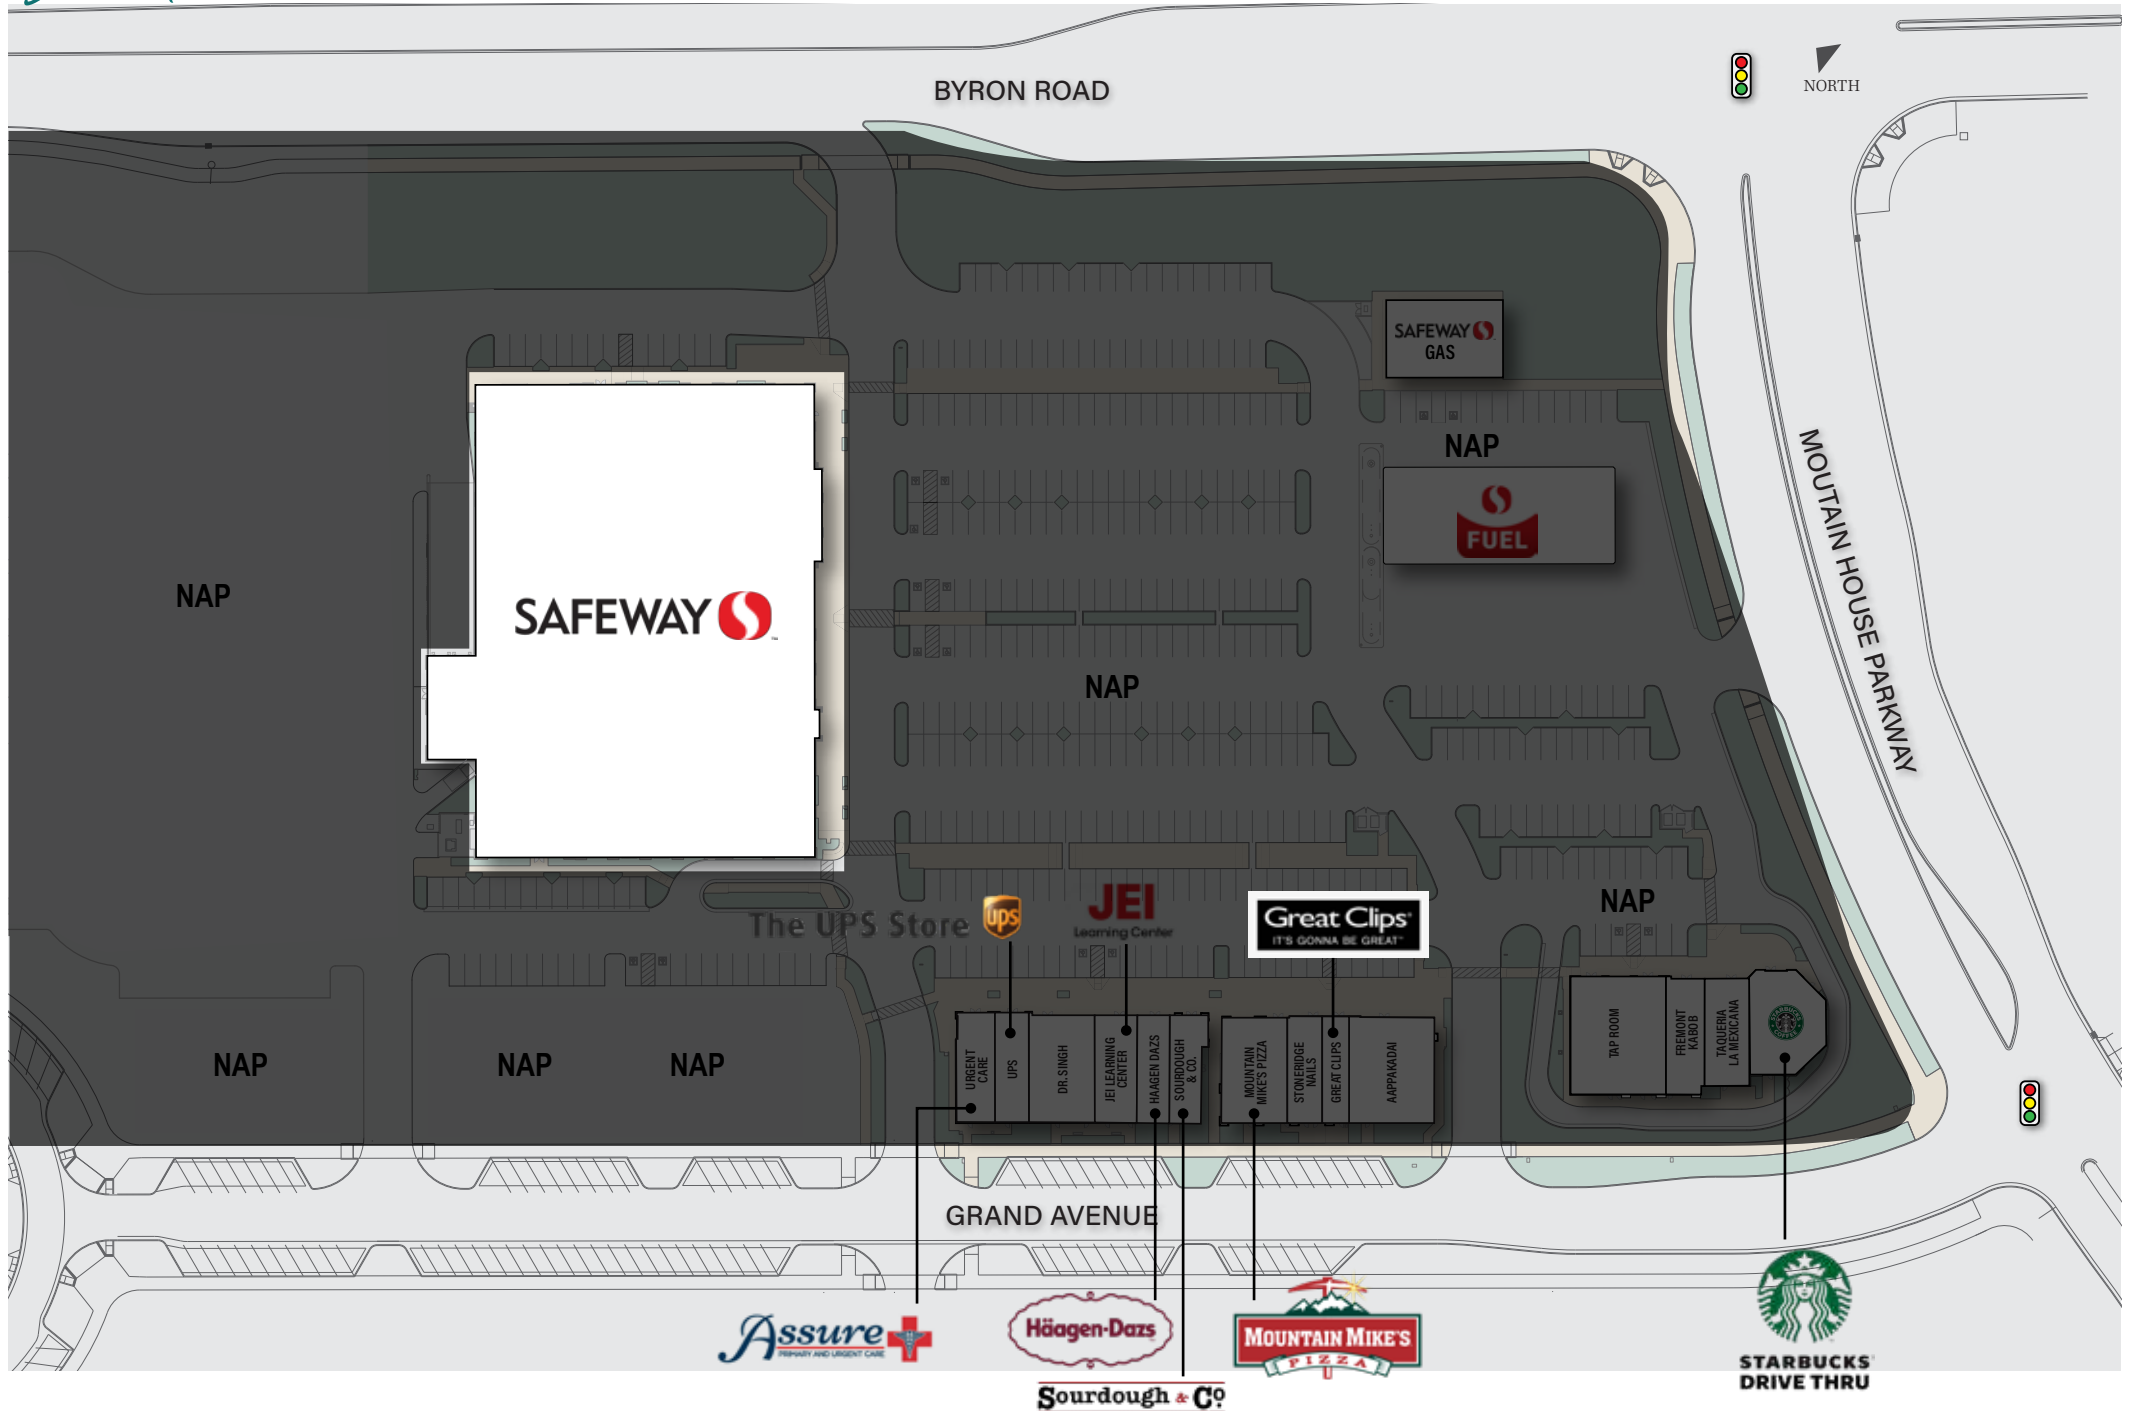 BYRON ROAD
NORTH
SAFEWAY
GAS
NAP
FUEL
MOUTAIN HOUSE PARKWAY
NAP
SAFEWAY
NAP
NAP
The UPS Store
ups
JEI
Learning Center
Great Clips
IT'S GONNA BE GREAT
NAP
NAP
NAP
NAP
URGENT
CARE
UPS
DR. SINGH
JEI LEARNING
CENTER
HAAGEN DAZS
SOURDOUGH
& CO.
MOUNTAIN
MIKE'S PIZZA
STONERIDGE
NAILS
GREAT CLIPS
AAPPAKADAI
TAP ROOM
FREMONT
KABOB
TAQUERIA
LA MEXICANA
GRAND AVENUE
Assure
PRIMARY AND URGENT CARE
Häagen-Dazs
MOUNTAIN MIKE'S
PIZZA
Sourdough & Co
STARBUCKS
DRIVE THRU